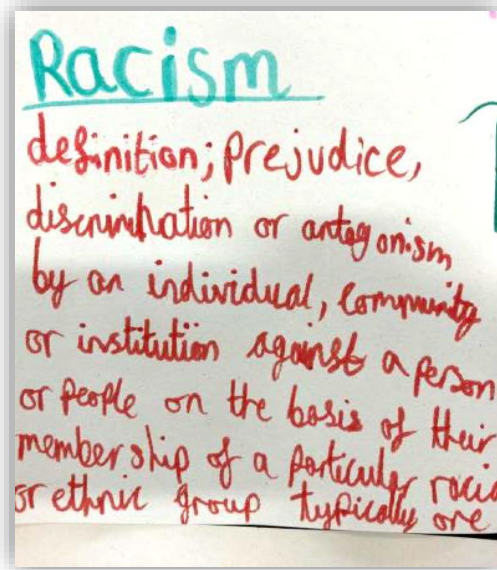 Racism
definition; prejudice,
discrimination or antagonism
by an individual, community
or institution against a person
or people on the basis of their
membership of a particular racia
or ethnic group typically one